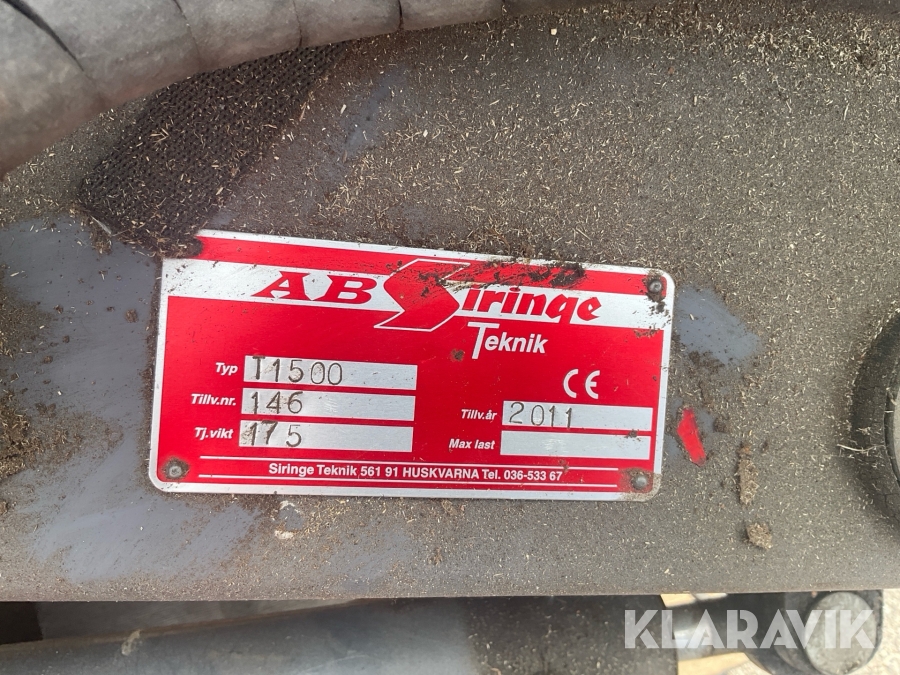 AB Siringe
Teknik
Typ T1500
Tillv.nr. 146
Tillv.år 2011
Tj.vikt 175
Max last
CE
Siringe Teknik 561 91 HUSKVARNA Tel. 036-533 67
KLARAVIK